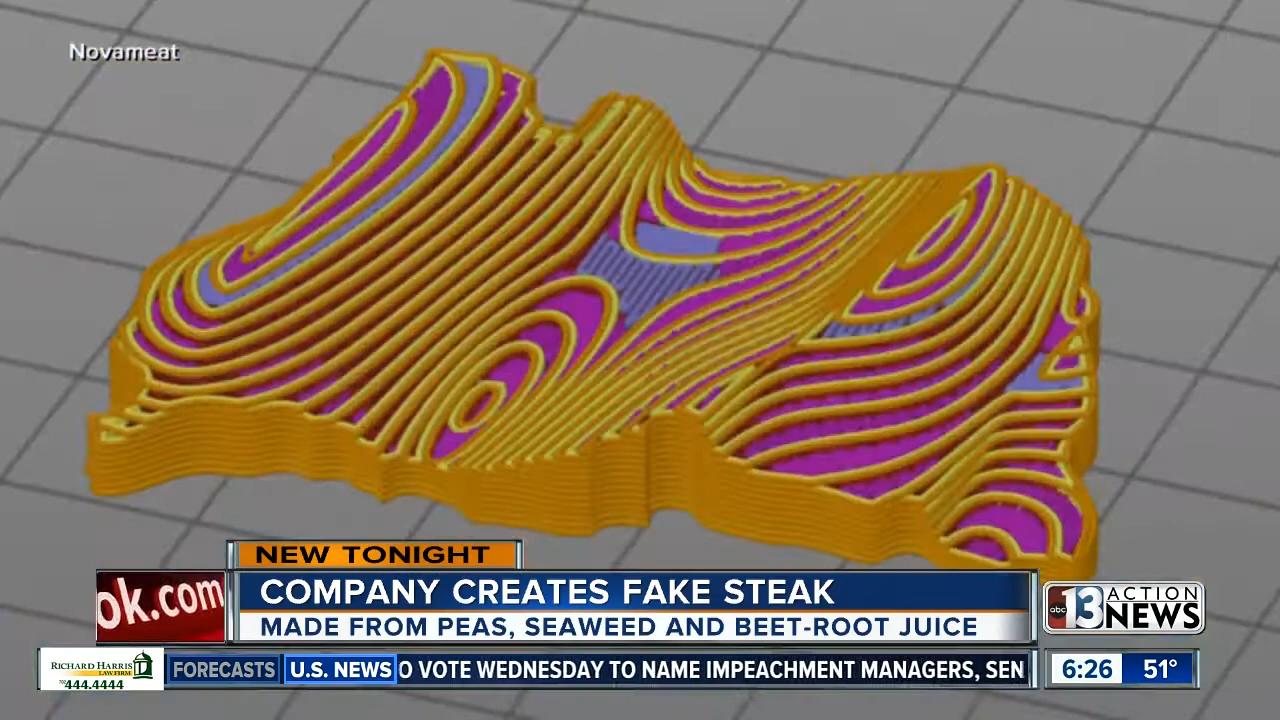 Novameat
NEW TONIGHT
ok.com
COMPANY CREATES FAKE STEAK
MADE FROM PEAS, SEAWEED AND BEET-ROOT JUICE
abc 13 ACTION NEWS
RICHARD HARRIS
LAW FIRM
702 444.4444
FORECASTS
U.S. NEWS
O VOTE WEDNESDAY TO NAME IMPEACHMENT MANAGERS, SEN
6:26
51°